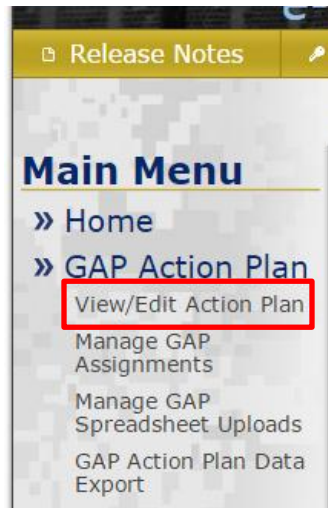 Release Notes
Main Menu
» Home
» GAP Action Plan
View/Edit Action Plan
Manage GAP
Assignments
Manage GAP
Spreadsheet Uploads
GAP Action Plan Data
Export